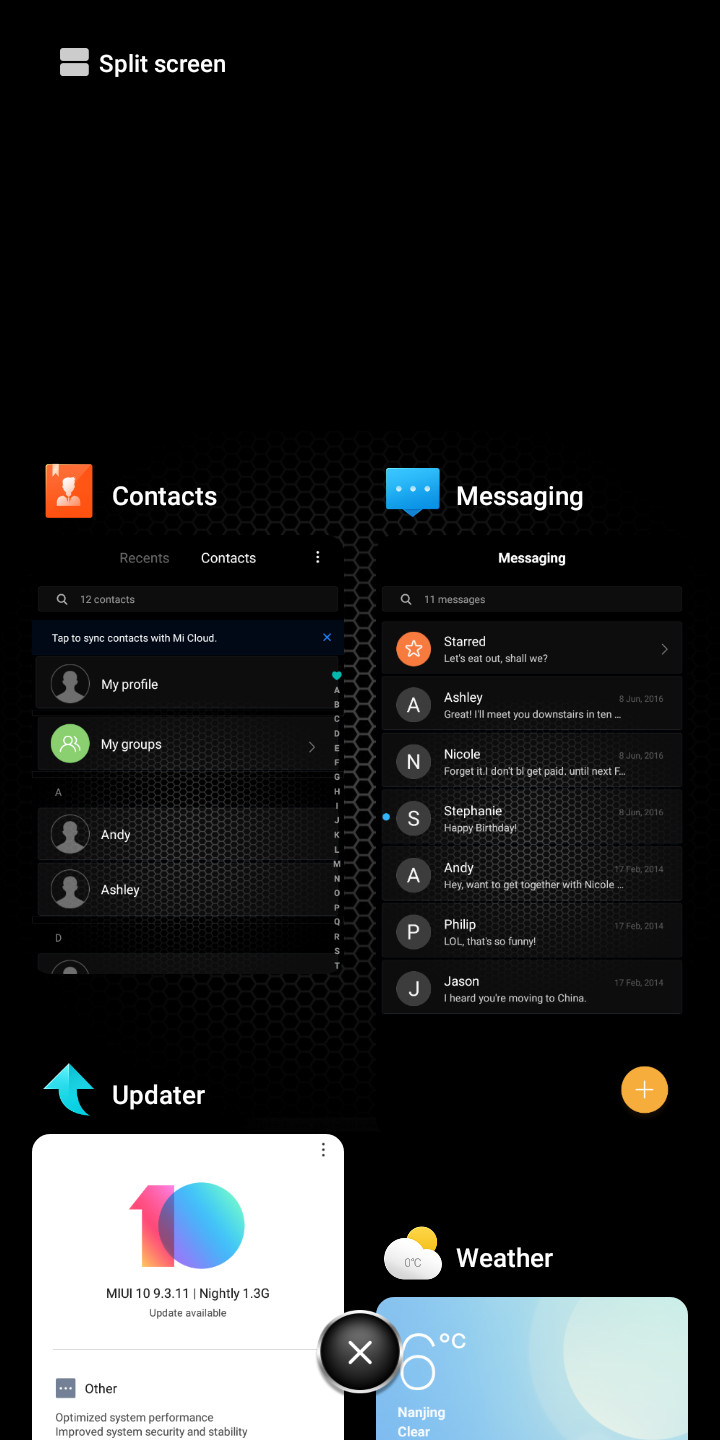 Split screen
Contacts
Recents
Contacts
12 contacts
Tap to sync contacts with Mi Cloud.
My profile
My groups
A
Andy
Ashley
D
A
B
C
D
E
F
G
H
I
J
K
L
M
N
O
P
Q
R
S
T
Messaging
Messaging
11 messages
Starred
Let's eat out, shall we?
A
Ashley
8 Jun, 2016
Great! I'll meet you downstairs in ten ...
N
Nicole
8 Jun, 2016
Forget it.I don't bl get paid. until next F...
S
Stephanie
8 Jun, 2016
Happy Birthday!
A
Andy
17 Feb, 2014
Hey, want to get together with Nicole ...
P
Philip
17 Feb, 2014
LOL, that's so funny!
J
Jason
17 Feb, 2014
I heard you're moving to China.
Updater
10
MIUI 10 9.3.11 | Nightly 1.3G
Update available
Other
Optimized system performance
Improved system security and stability
0°C
Weather
6°C
Nanjing
Clear